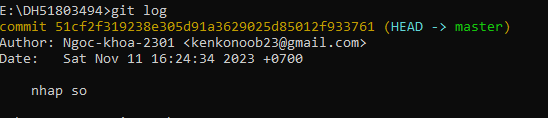 E:\DH51803494>git log
commit 51cf2f319238e305d91a3629025d85012f933761 (HEAD -> master)
Author: Ngoc-khoa-2301 <kenkonoob23@gmail.com>
Date:   Sat Nov 11 16:24:34 2023 +0700
    nhap so